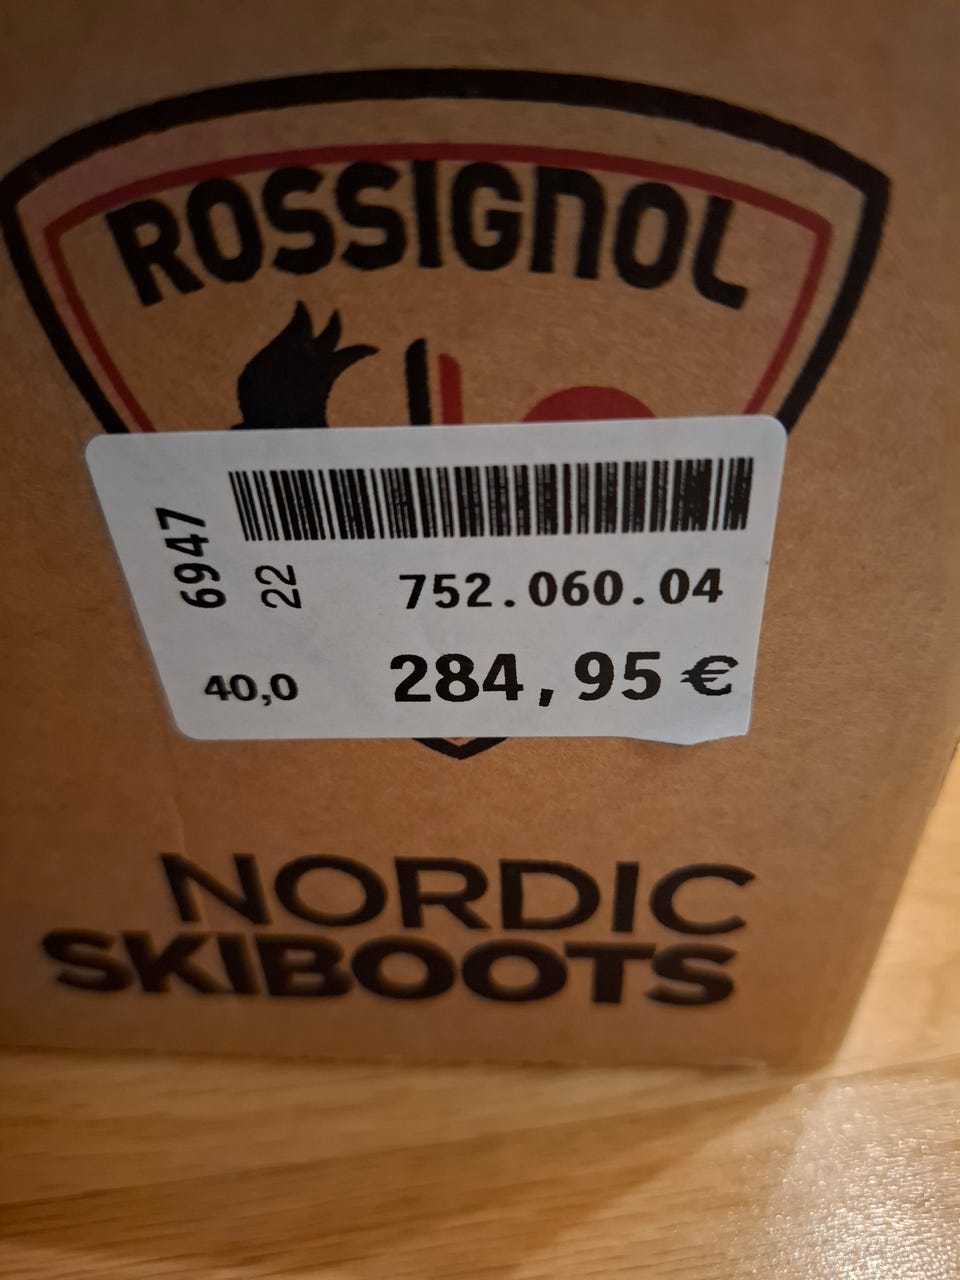 ROSSIGNOL
6947
22
752.060.04
40,0
284,95 €
NORDIC
SKIBOOTS